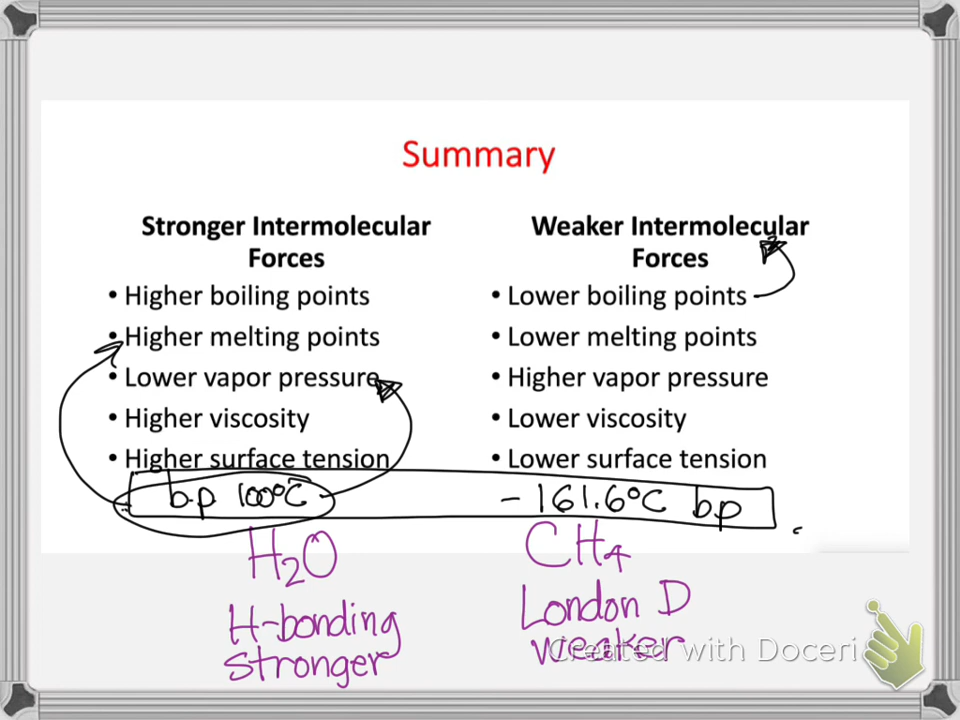 Summary
Stronger Intermolecular
Forces
• Higher boiling points
• Higher melting points
• Lower vapor pressure
• Higher viscosity
• Higher surface tension
Weaker Intermolecular
Forces
• Lower boiling points
• Lower melting points
• Higher vapor pressure
• Lower viscosity
• Lower surface tension
b.p 100°C
-161.6°C bp
H₂O
H-bonding
stronger
CH₄
London D
weaker
Created with Doceri